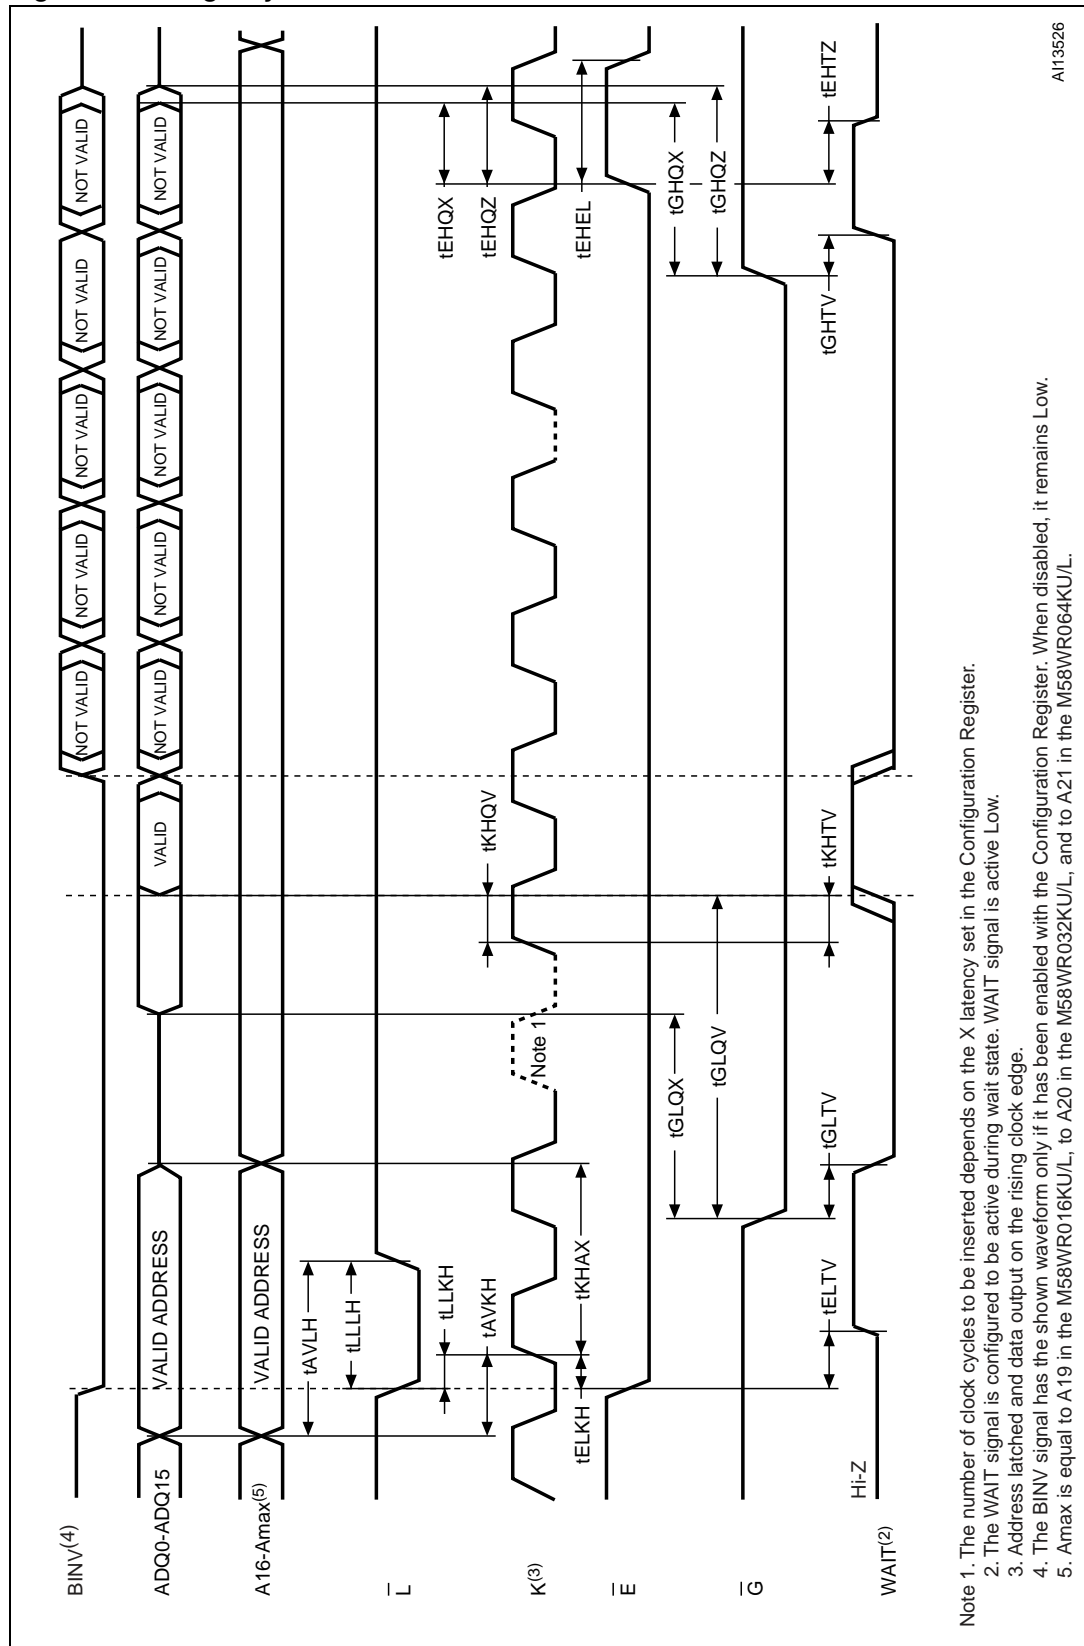 BINV(4)
NOT VALID
NOT VALID
NOT VALID
NOT VALID
NOT VALID
ADQ0-ADQ15
VALID ADDRESS
VALID
NOT VALID
NOT VALID
NOT VALID
NOT VALID
NOT VALID
A16-Amax(5)
VALID ADDRESS
tAVLH
tLLLH
L
tLLKH
tEHQX
tAVKH
tKHQV
tEHQZ
K(3)
Note 1
tELKH
tKHAX
tEHEL
E
tGLQX
tGHQX
tGLQV
tGHQZ
G
tELTV
tGLTV
tKHTV
tGHTV
tEHTZ
Hi-Z
WAIT(2)
Note 1. The number of clock cycles to be inserted depends on the X latency set in the Configuration Register.
2. The WAIT signal is configured to be active during wait state. WAIT signal is active Low.
3. Address latched and data output on the rising clock edge.
4. The BINV signal has the shown waveform only if it has been enabled with the Configuration Register. When disabled, it remains Low.
5. Amax is equal to A19 in the M58WR016KU/L, to A20 in the M58WR032KU/L, and to A21 in the M58WR064KU/L.
AI13526